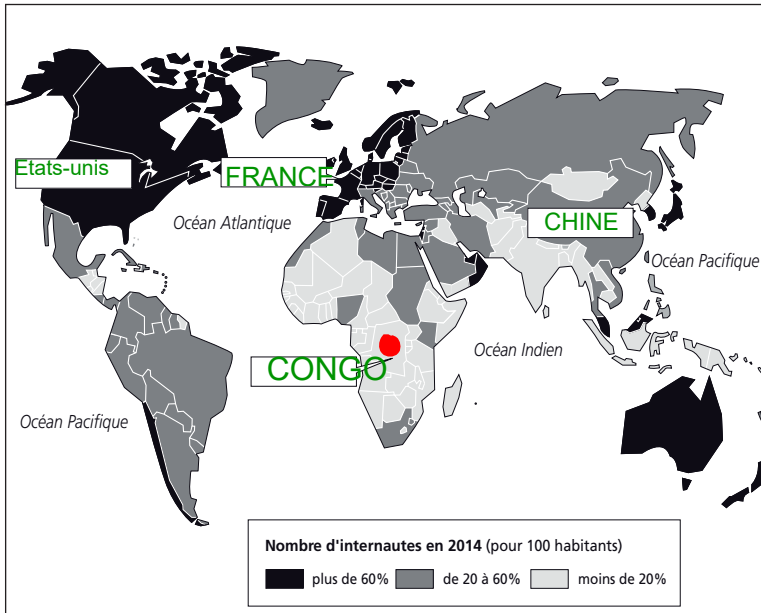 Etats-unis
FRANCE
Océan Atlantique
CHINE
Océan Pacifique
Océan Indien
CONGO
Océan Pacifique
Nombre d'internautes en 2014 (pour 100 habitants)
plus de 60% de 20 à 60% moins de 20%